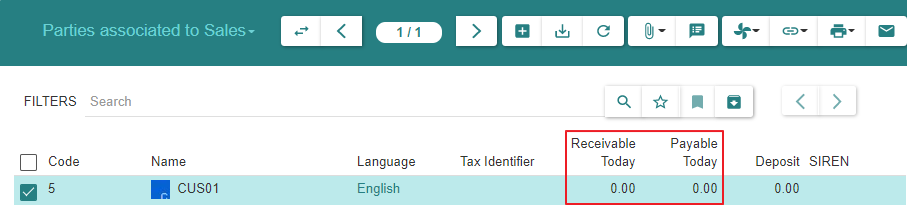 Parties associated to Sales
1 / 1
FILTERS Search
Code Name Language Tax Identifier Receivable Today Payable Today Deposit SIREN
5 C CUS01 English 0.00 0.00 0.00